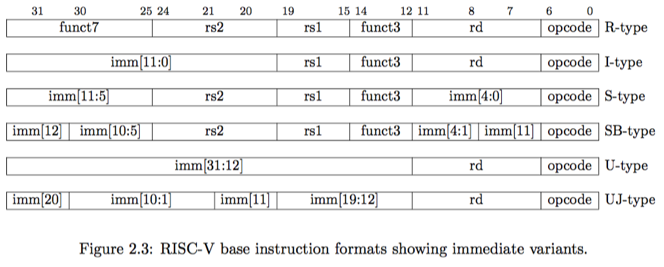 31 30 25 24 21 20 19 15 14 12 11 8 7 6 0
funct7 rs2 rs1 funct3 rd opcode R-type
imm[11:0] rs1 funct3 rd opcode I-type
imm[11:5] rs2 rs1 funct3 imm[4:0] opcode S-type
imm[12] imm[10:5] rs2 rs1 funct3 imm[4:1] imm[11] opcode SB-type
imm[31:12] rd opcode U-type
imm[20] imm[10:1] imm[11] imm[19:12] rd opcode UJ-type
Figure 2.3: RISC-V base instruction formats showing immediate variants.